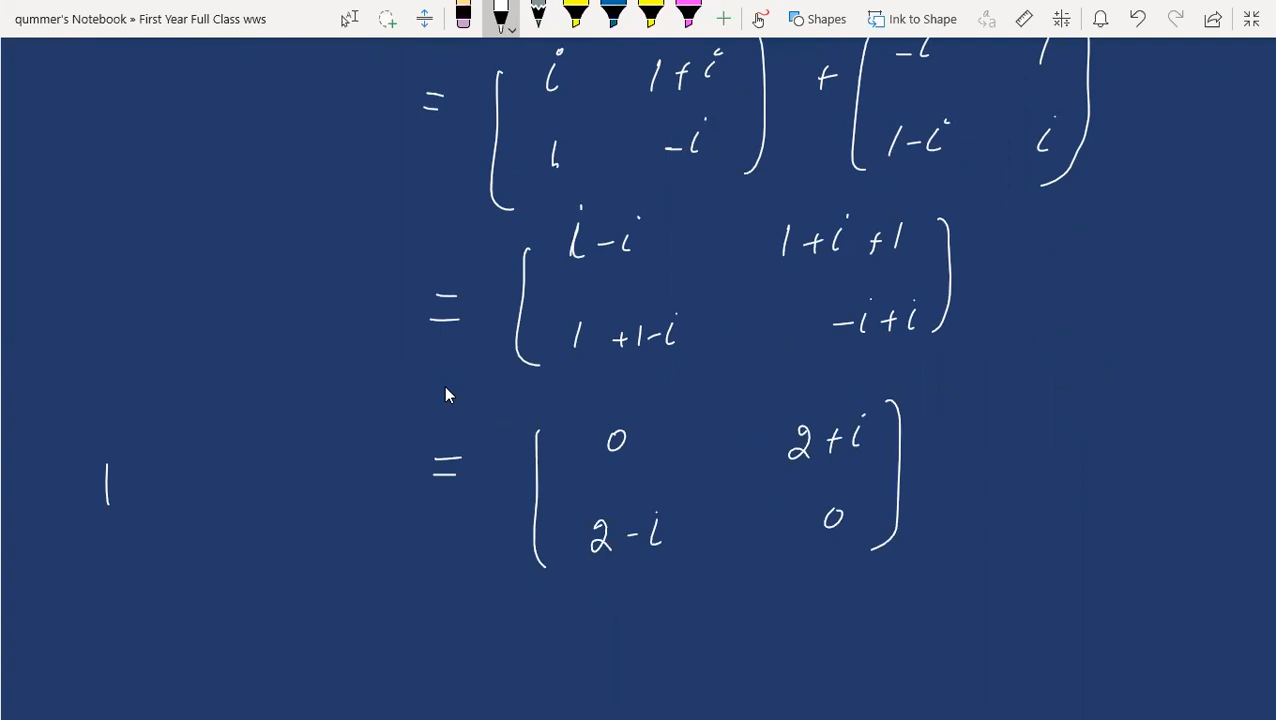 qummer's Notebook » First Year Full Class wws
Shapes
Ink to Shape
i 1+i -i 1
= +
1 -i 1-i i
i-i 1+i+1
=
1+1-i -i+i
0 2+i
=
1
2-i 0